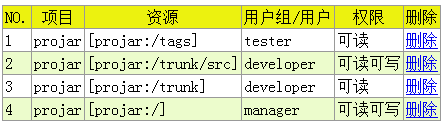 NO. 项目 资源 用户组/用户 权限 删除
1 projar [projar:/tags] tester 可读 删除
2 projar [projar:/trunk/src] developer 可读可写 删除
3 projar [projar:/trunk] developer 可读 删除
4 projar [projar:/] manager 可读可写 删除